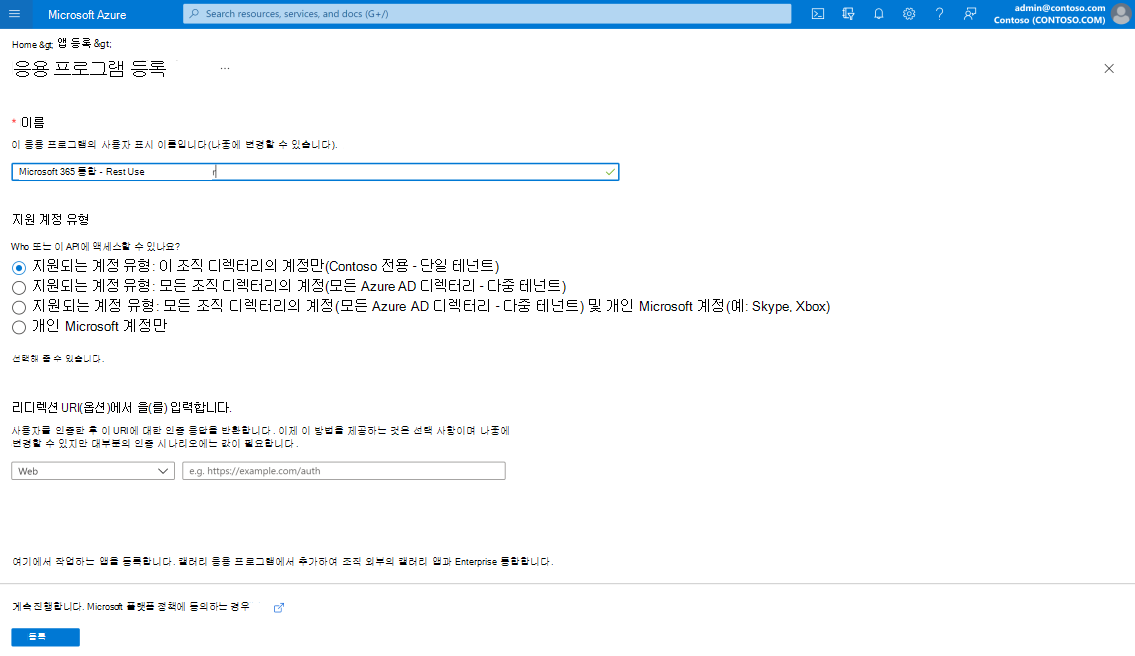 Microsoft Azure
Search resources, services, and docs (G+/)
admin@contoso.com
Contoso (CONTOSO.COM)
Home &gt; 앱 등록 &gt;
응용 프로그램 등록 ...
* 이름
이 응용 프로그램의 사용자 표시 이름입니다(나중에 변경할 수 있습니다).
Microsoft 365 통합 - Rest Use r
지원 계정 유형
Who 또는 이 API에 액세스할 수 있나요?
지원되는 계정 유형: 이 조직 디렉터리의 계정만(Contoso 전용 - 단일 테넌트)
지원되는 계정 유형: 모든 조직 디렉터리의 계정(모든 Azure AD 디렉터리 - 다중 테넌트)
지원되는 계정 유형: 모든 조직 디렉터리의 계정(모든 Azure AD 디렉터리 - 다중 테넌트) 및 개인 Microsoft 계정(예: Skype, Xbox)
개인 Microsoft 계정만
선택해 줄 수 있습니다.
리디렉션 URI(옵션)에서 을(를) 입력합니다.
사용자를 인증한 후 이 URI에 대한 인증 응답을 반환합니다. 이제 이 방법을 제공하는 것은 선택 사항이며 나중에
변경할 수 있지만 대부분의 인증 시나리오에는 값이 필요합니다.
Web
e.g. https://example.com/auth
여기에서 작업하는 앱을 등록합니다. 갤러리 응용 프로그램에서 추가하여 조직 외부의 갤러리 앱과 Enterprise 통합합니다.
계속 진행합니다. Microsoft 플랫폼 정책에 동의하는 경우
등록